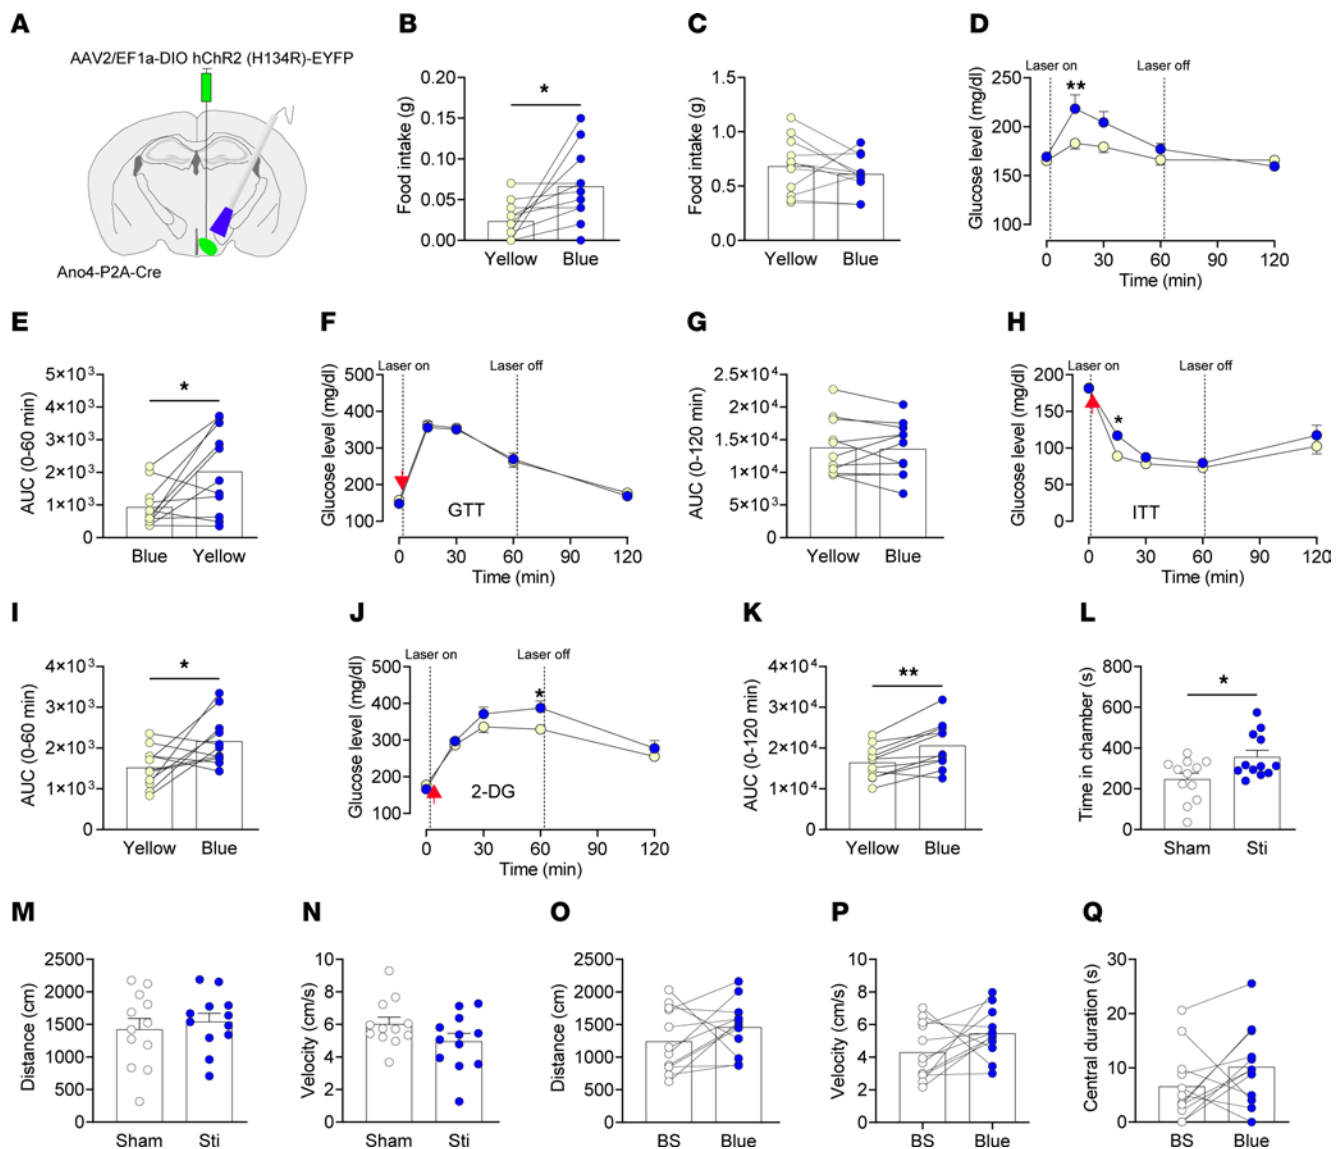 A
AAV2/EF1a-DIO hChR2 (H134R)-EYFP
Ano4-P2A-Cre
B
Food intake (g)
0.20
0.15
0.10
0.05
0.00
*
Yellow Blue
C
Food intake (g)
1.5
1.0
0.5
0.0
Yellow Blue
D
Laser on Laser off
Glucose level (mg/dl)
250
200
150
100
**
0 30 60 90 120
Time (min)
E
AUC (0-60 min)
5×10³
4×10³
3×10³
2×10³
1×10³
0
*
Blue Yellow
F
Laser on Laser off
Glucose level (mg/dl)
500
400
300
200
100
GTT
0 30 60 90 120
Time (min)
G
AUC (0-120 min)
2.5×10⁴
2×10⁴
1.5×10⁴
1×10⁴
5×10³
0
Yellow Blue
H
Laser on Laser off
Glucose level (mg/dl)
200
150
100
50
0
*
ITT
0 30 60 90 120
Time (min)
I
AUC (0-60 min)
4×10³
3×10³
2×10³
1×10³
0
*
Yellow Blue
J
Laser on Laser off
Glucose level (mg/dl)
500
400
300
200
100
*
2-DG
0 30 60 90 120
Time (min)
K
AUC (0-120 min)
4×10⁴
3×10⁴
2×10⁴
1×10⁴
0
**
Yellow Blue
L
Time in chamber (s)
800
600
400
200
0
*
Sham Sti
M
Distance (cm)
2500
2000
1500
1000
500
0
Sham Sti
N
Velocity (cm/s)
10
8
6
4
2
0
Sham Sti
O
Distance (cm)
2500
2000
1500
1000
500
0
BS Blue
P
Velocity (cm/s)
10
8
6
4
2
0
BS Blue
Q
Central duration (s)
30
20
10
0
BS Blue